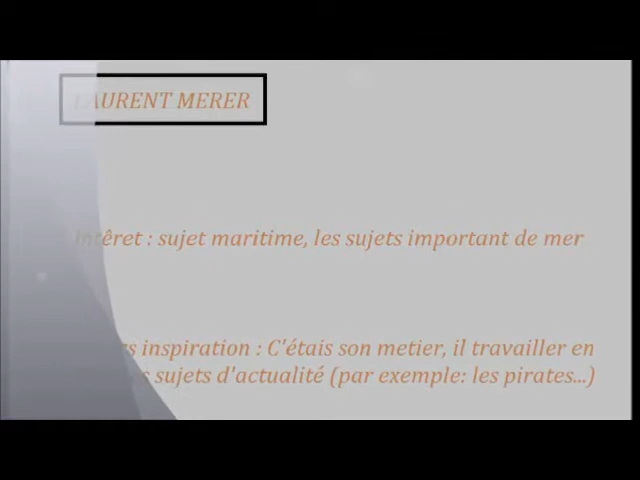 LAURENT MERER
Intêret : sujet maritime, les sujets important de mer
inspiration : C'étais son metier, il travailler en
sujets d'actualité (par exemple: les pirates...)